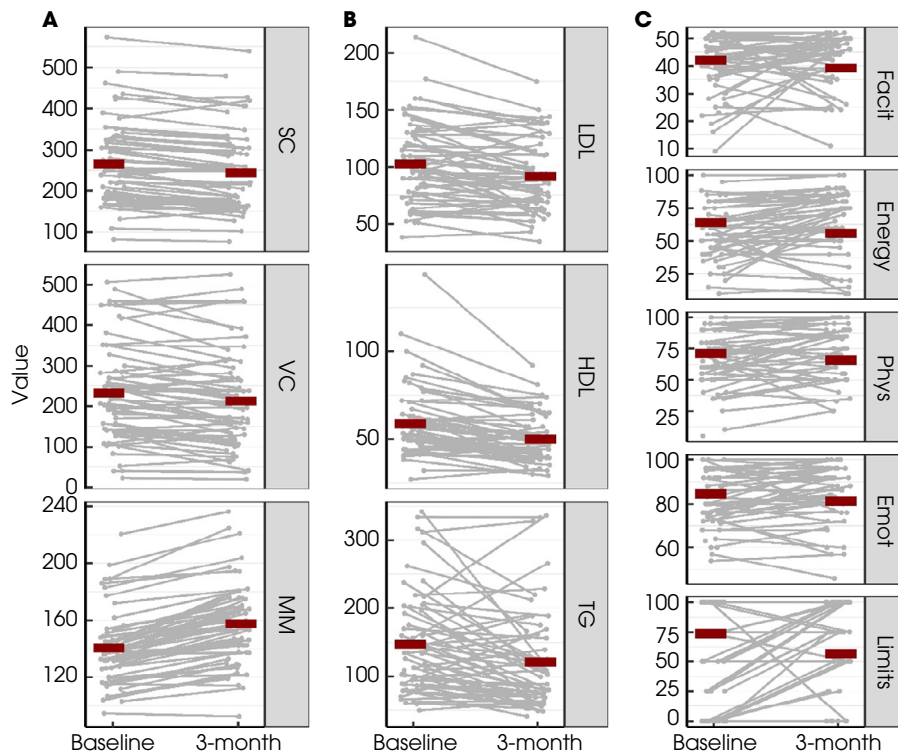 A
B
C
Value
500
400
300
200
100
SC
500
400
300
200
100
0
VC
240
200
160
120
MM
Baseline
3-month
200
150
100
50
LDL
100
50
HDL
300
200
100
TG
Baseline
3-month
50
40
30
20
10
Facit
100
75
50
25
Energy
100
75
50
25
Phys
100
80
60
Emot
100
75
50
25
0
Limits
Baseline
3-month